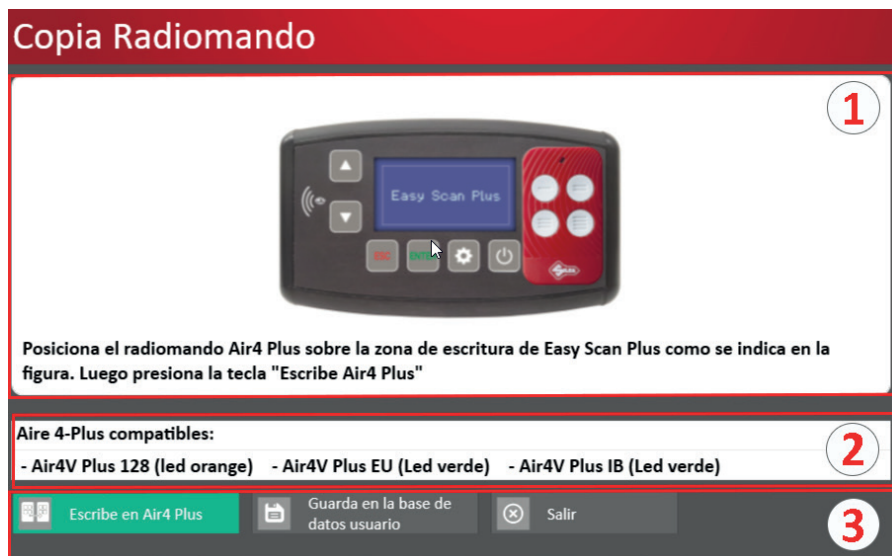 Copia Radiomando
1
Easy Scan Plus
ESC
ENTER
SILCA
Posiciona el radiomando Air4 Plus sobre la zona de escritura de Easy Scan Plus como se indica en la
figura. Luego presiona la tecla "Escribe Air4 Plus"
Aire 4-Plus compatibles:
- Air4V Plus 128 (led orange) - Air4V Plus EU (Led verde) - Air4V Plus IB (Led verde)
2
Escribe en Air4 Plus
Guarda en la base de
datos usuario
Salir
3